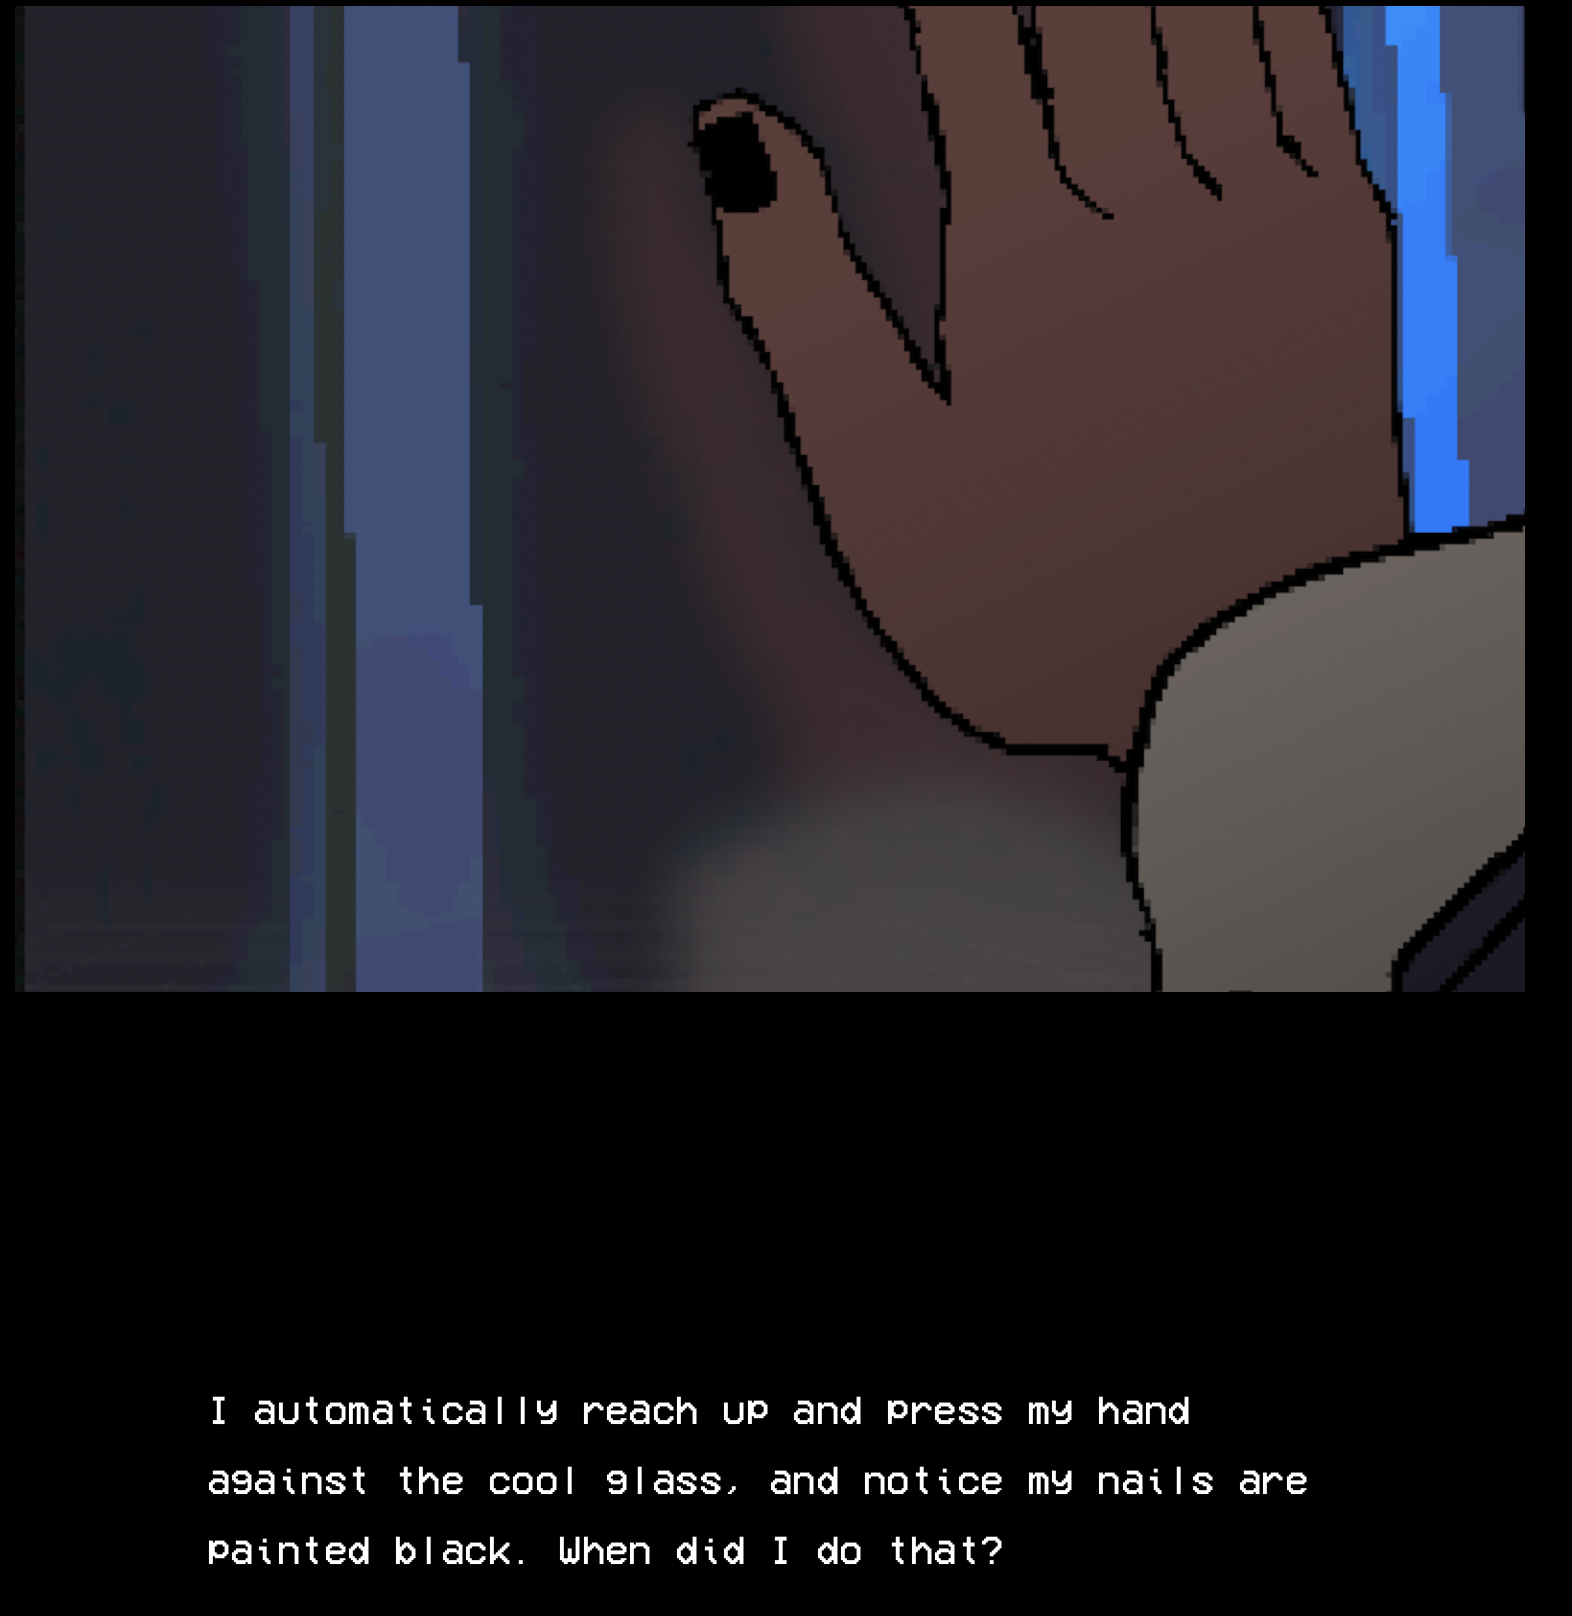 I automatically reach up and press my hand
against the cool glass, and notice my nails are
painted black. When did I do that?